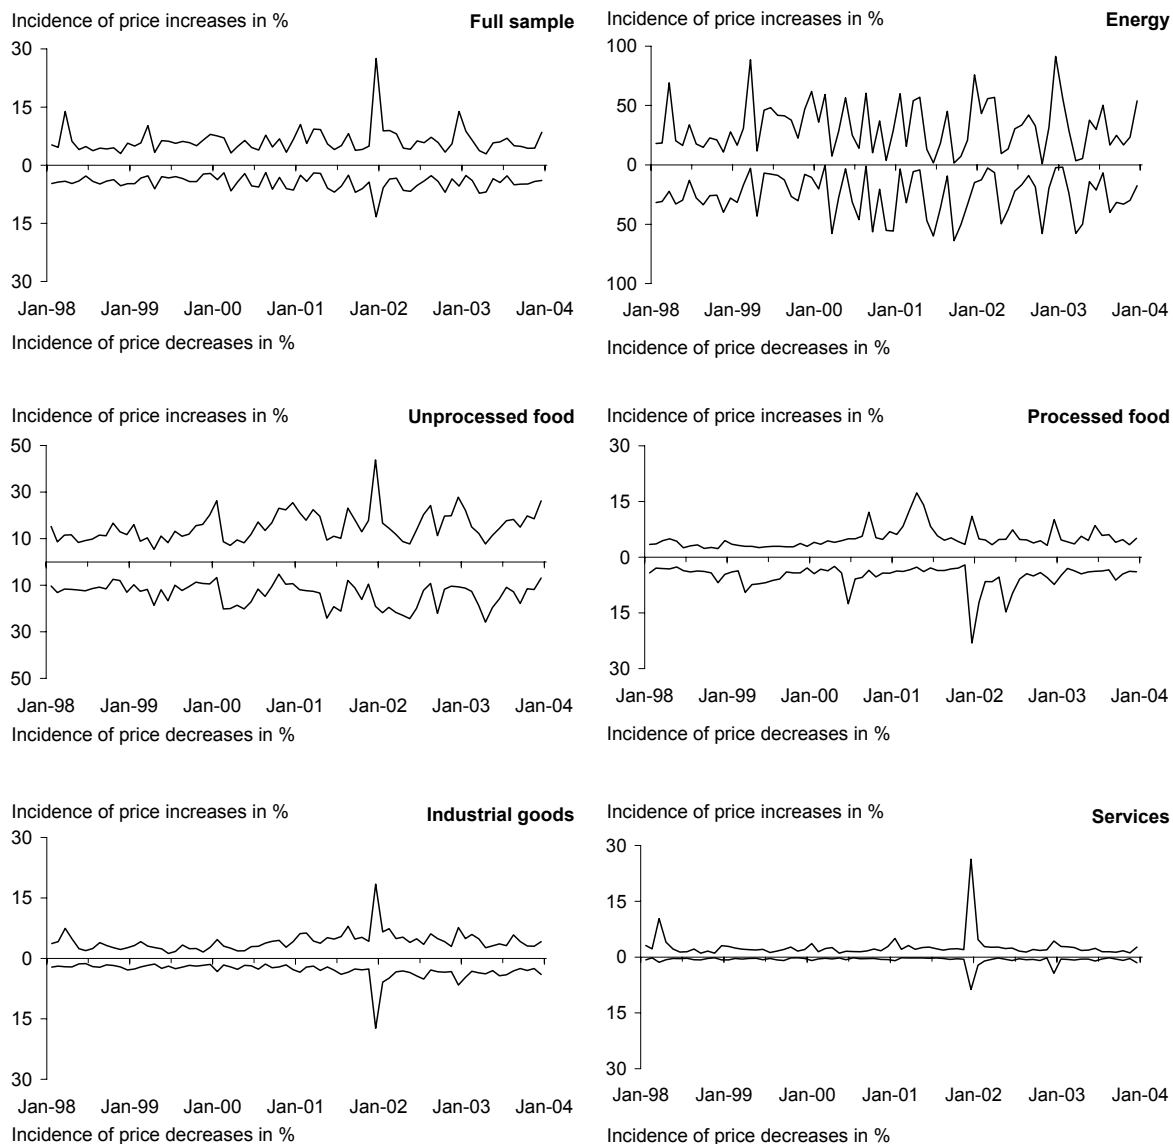 Incidence of price increases in %
Full sample
30
15
0
0
15
30
Jan-98 Jan-99 Jan-00 Jan-01 Jan-02 Jan-03 Jan-04
Incidence of price decreases in %
Incidence of price increases in %
Energy
100
50
0
0
50
100
Jan-98 Jan-99 Jan-00 Jan-01 Jan-02 Jan-03 Jan-04
Incidence of price decreases in %
Incidence of price increases in %
Unprocessed food
50
30
10
10
30
50
Jan-98 Jan-99 Jan-00 Jan-01 Jan-02 Jan-03 Jan-04
Incidence of price decreases in %
Incidence of price increases in %
Processed food
30
15
0
15
30
Jan-98 Jan-99 Jan-00 Jan-01 Jan-02 Jan-03 Jan-04
Incidence of price decreases in %
Incidence of price increases in %
Industrial goods
30
15
0
15
30
Jan-98 Jan-99 Jan-00 Jan-01 Jan-02 Jan-03 Jan-04
Incidence of price decreases in %
Incidence of price increases in %
Services
30
15
0
15
30
Jan-98 Jan-99 Jan-00 Jan-01 Jan-02 Jan-03 Jan-04
Incidence of price decreases in %